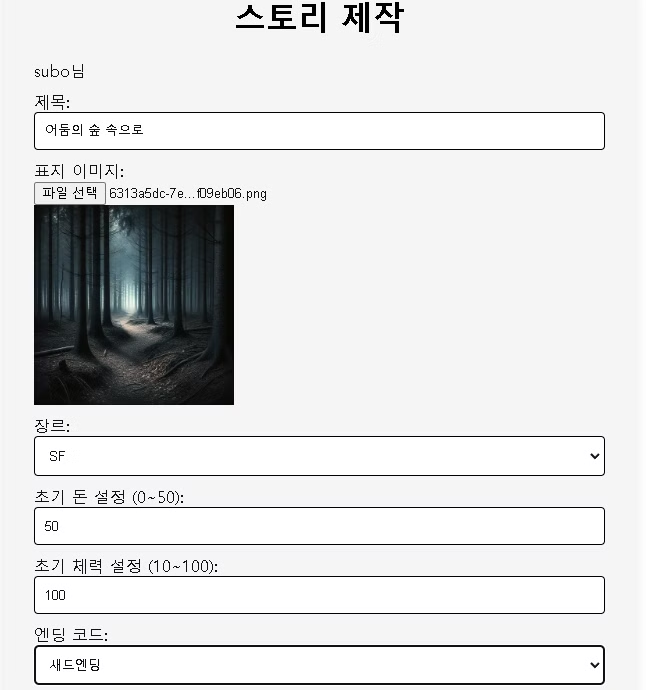 스토리 제작
subo님
제목:
어둠의 숲 속으로
표지 이미지:
파일 선택 6313a5dc-7e...f09eb06.png
장르:
SF
초기 돈 설정 (0~50):
50
초기 체력 설정 (10~100):
100
엔딩 코드:
새드엔딩